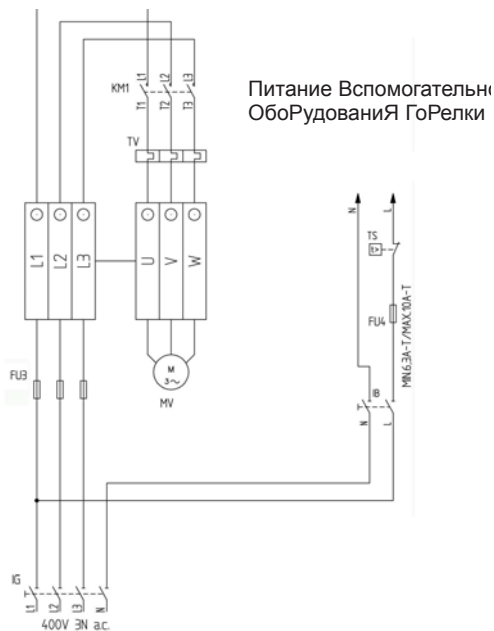 L1 L2 L3
KM1
T1 T2 T3
Питание Вспомогательно
ОбоРудованиЯ ГоРелки
TV
N L
TS
t>
L1 L2 L3 U V W
FU4
MIN.6,3A-T/MAX.10A-T
FU3
M
3~
MV
IB
N L
IG
L1 L2 L3 N
400V 3N a.c.